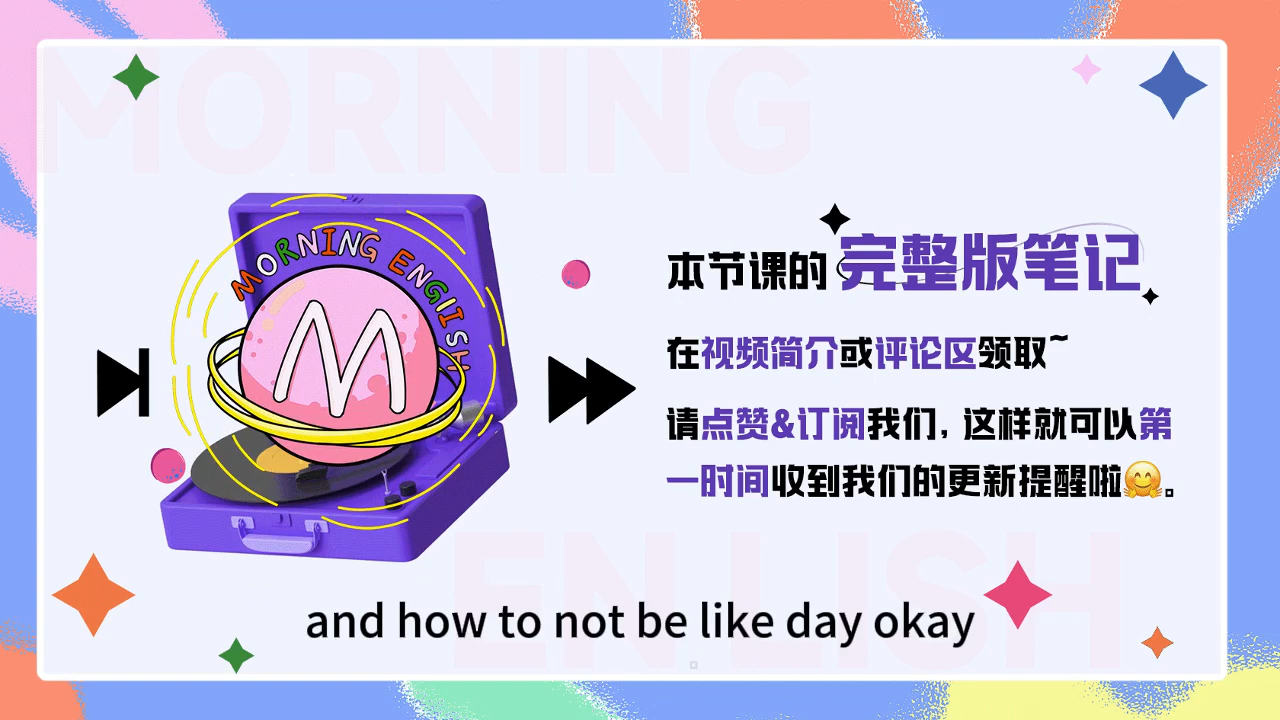 MORNING
MORNING ENGLISH
M
本节课的 完整版笔记
在视频简介或评论区领取~
请点赞&订阅我们, 这样就可以第
一时间收到我们的更新提醒啦🤗。
EN LISH
and how to not be like day okay